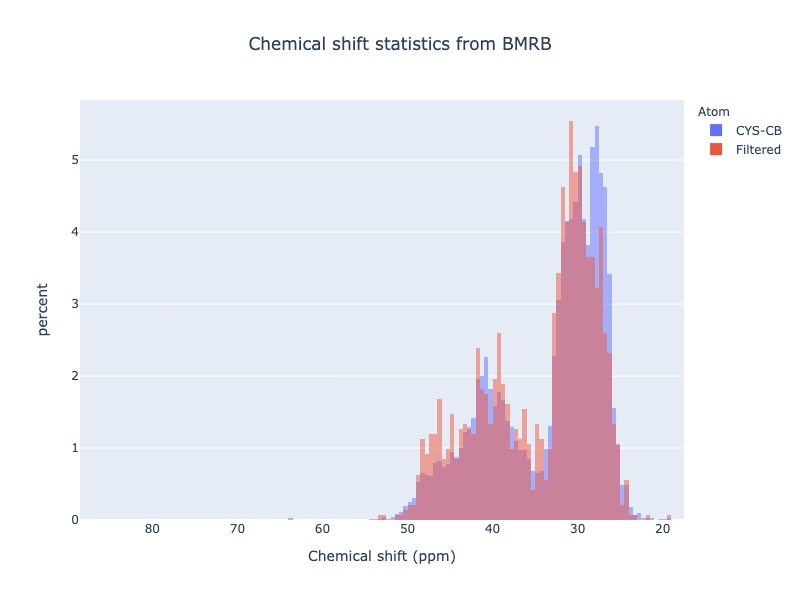 Chemical shift statistics from BMRB
Atom
CYS-CB
Filtered
5
4
3
2
1
0
percent
80 70 60 50 40 30 20
Chemical shift (ppm)